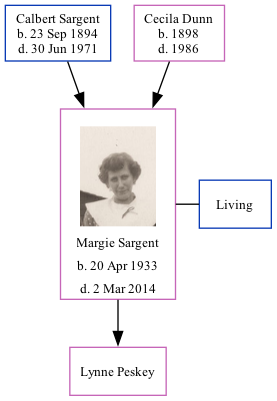 Calbert Sargent
b. 23 Sep 1894
d. 30 Jun 1971
Cecila Dunn
b. 1898
d. 1986
Margie Sargent
b. 20 Apr 1933
d. 2 Mar 2014
Living
Lynne Peskey